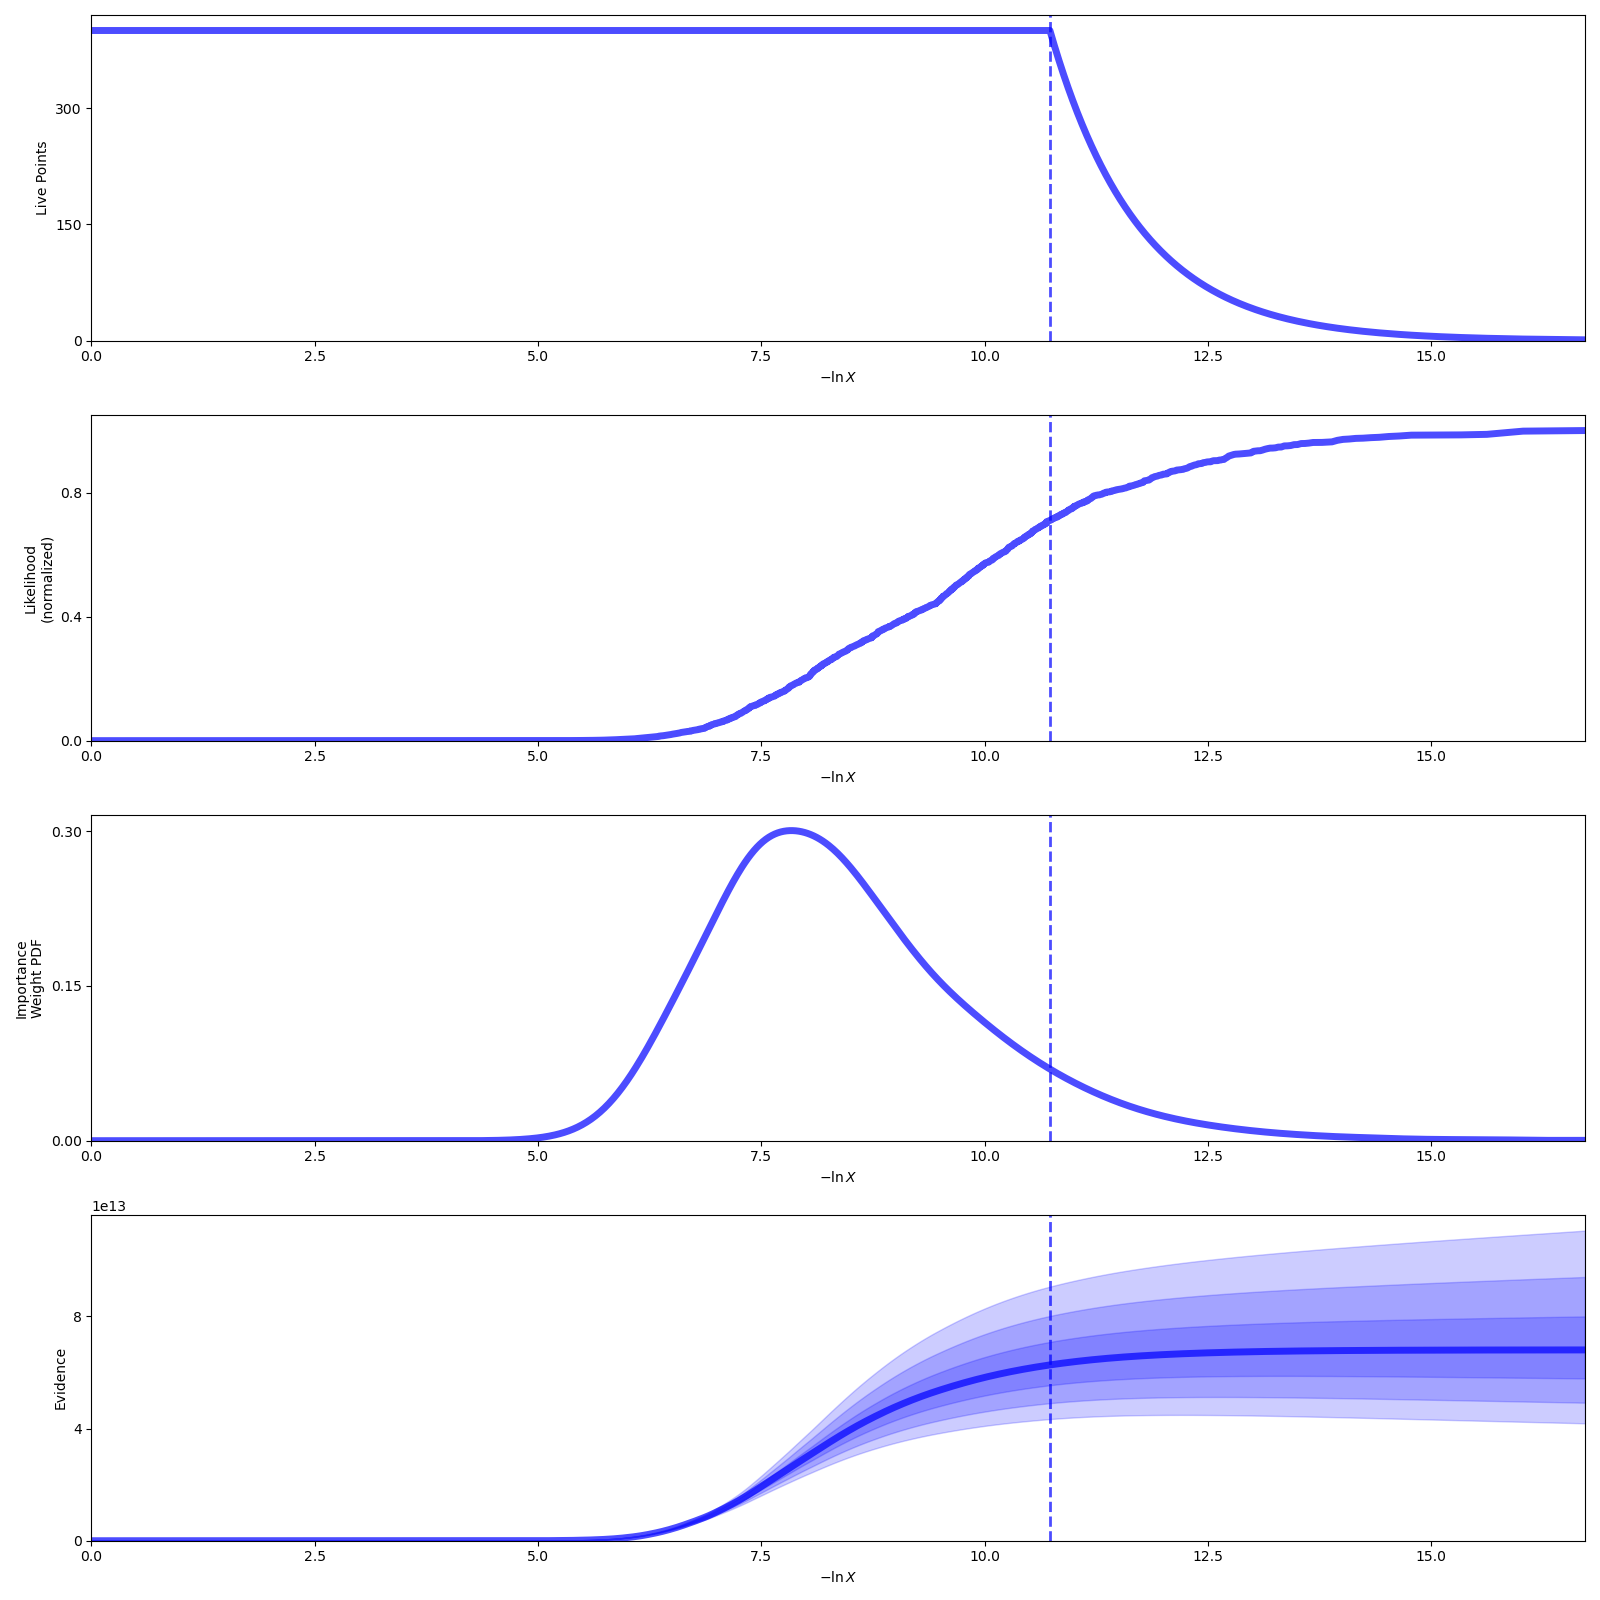 300
150
0
Live Points
0.0 2.5 5.0 7.5 10.0 12.5 15.0
−ln X
0.8
0.4
0.0
Likelihood
(normalized)
0.0 2.5 5.0 7.5 10.0 12.5 15.0
−ln X
0.30
0.15
0.00
Importance
Weight PDF
0.0 2.5 5.0 7.5 10.0 12.5 15.0
−ln X
1e13
8
4
0
Evidence
0.0 2.5 5.0 7.5 10.0 12.5 15.0
−ln X